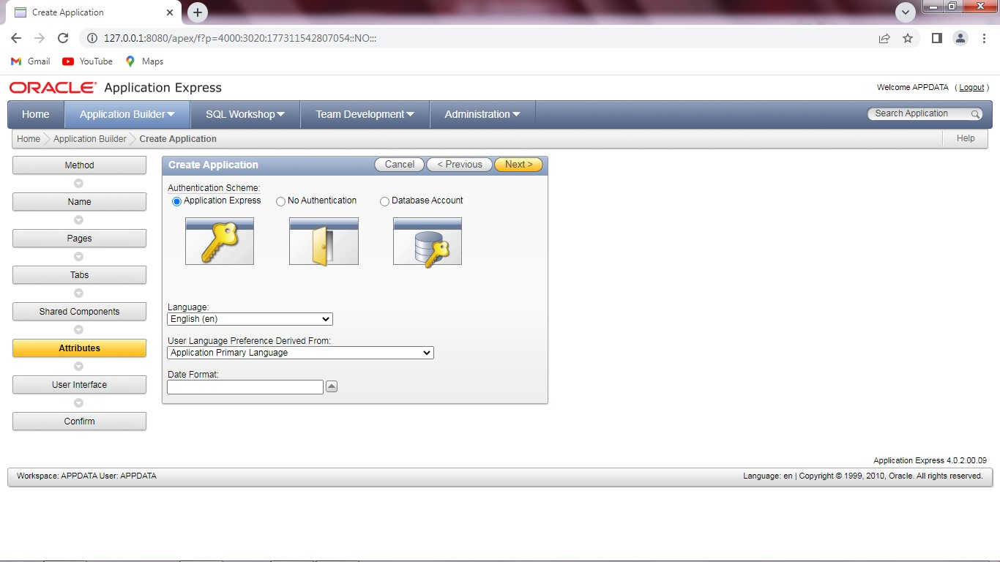 Create Application
127.0.0.1:8080/apex/f?p=4000:3020:177311542807054::NO:::
Gmail YouTube Maps
ORACLE Application Express
Welcome APPDATA ( Logout )
Home Application Builder SQL Workshop Team Development Administration Search Application
Home Application Builder Create Application Help
Method
Name
Pages
Tabs
Shared Components
Attributes
User Interface
Confirm
Create Application Cancel < Previous Next >
Authentication Scheme:
Application Express No Authentication Database Account
Language:
English (en)
User Language Preference Derived From:
Application Primary Language
Date Format:
Application Express 4.0.2.00.09
Workspace: APPDATA User: APPDATA
Language: en | Copyright © 1999, 2010, Oracle. All rights reserved.